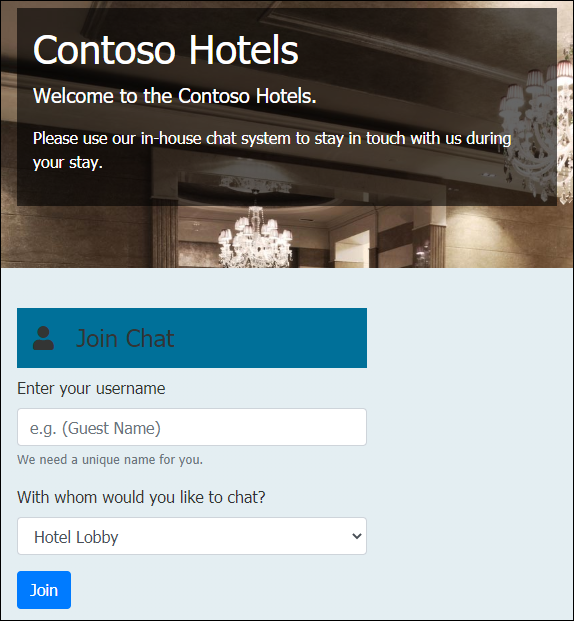 Contoso Hotels
Welcome to the Contoso Hotels.
Please use our in-house chat system to stay in touch with us during
your stay.
Join Chat
Enter your username
e.g. (Guest Name)
We need a unique name for you.
With whom would you like to chat?
Hotel Lobby
Join